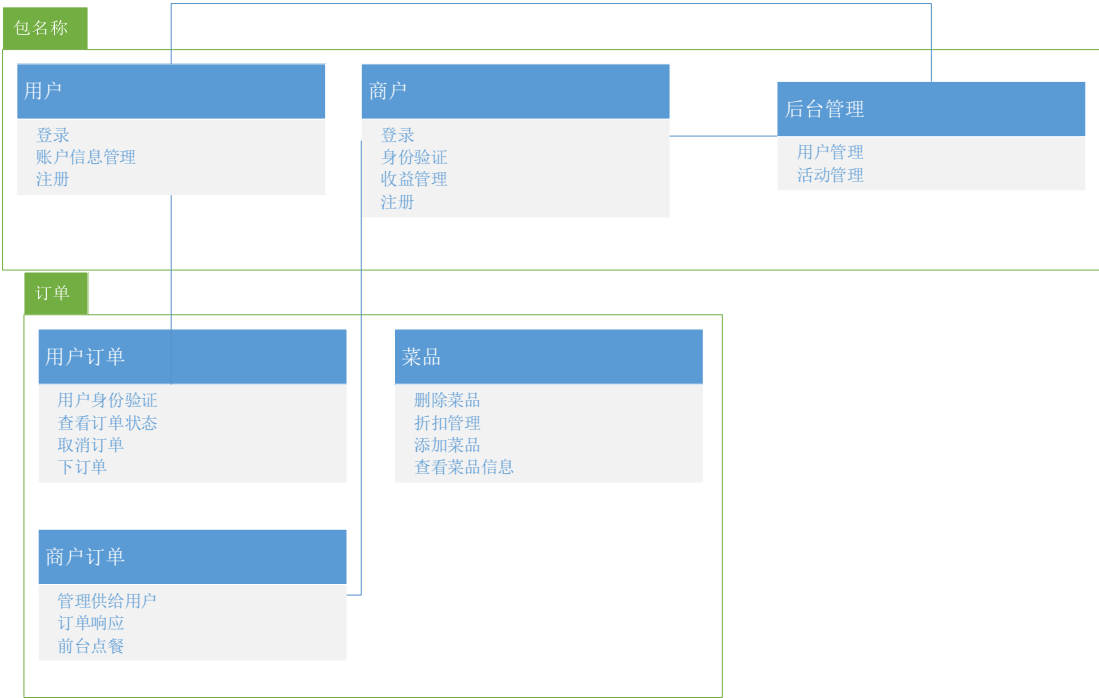 包名称
用户
登录
账户信息管理
注册
商户
登录
身份验证
收益管理
注册
后台管理
用户管理
活动管理
订单
用户订单
用户身份验证
查看订单状态
取消订单
下订单
菜品
删除菜品
折扣管理
添加菜品
查看菜品信息
商户订单
管理供给用户
订单响应
前台点餐